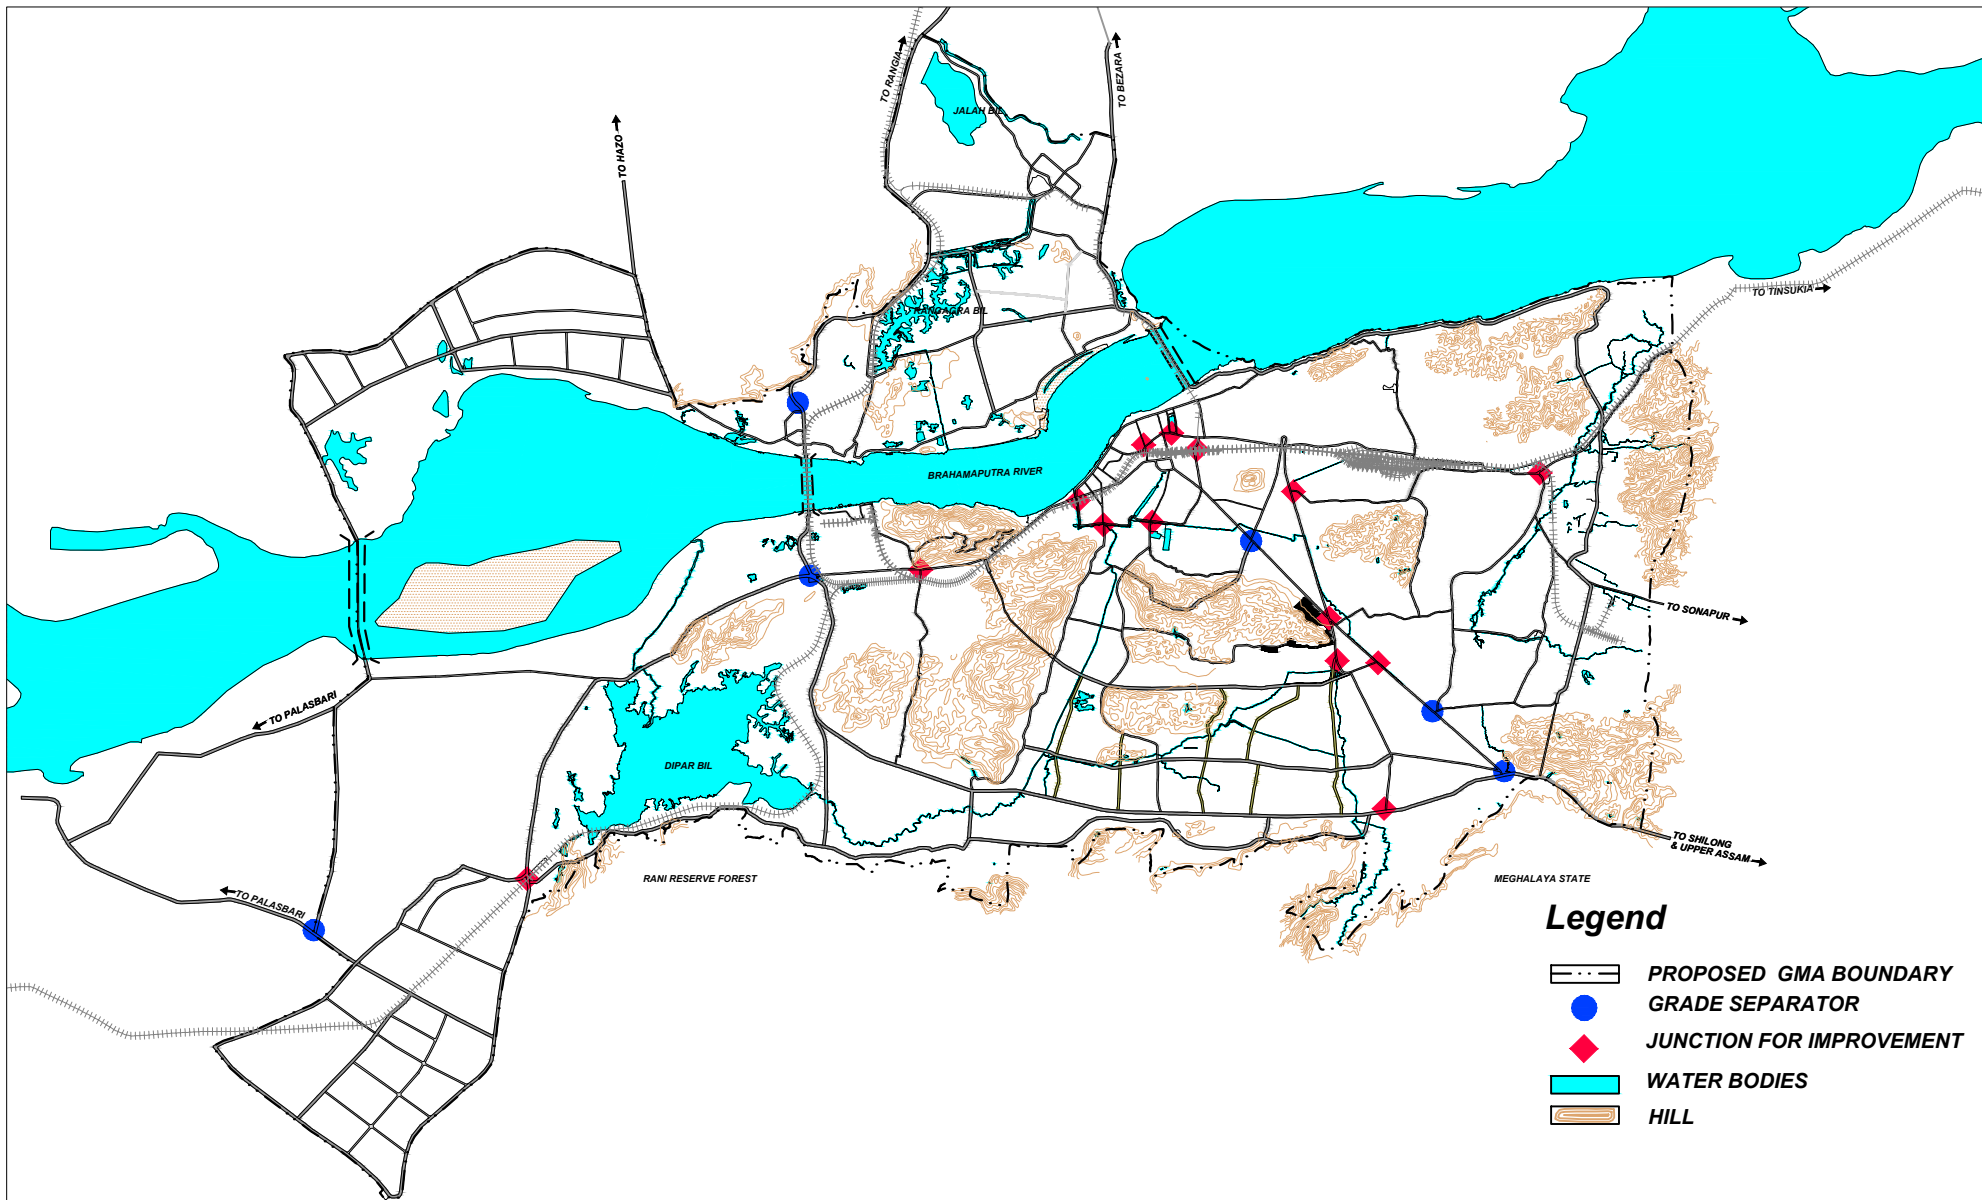 TO RANGIA
TO BEZARA
JALAH BIL
TO HAZO
TO TINSUKIA
RANGAGRA BIL
BRAHAMAPUTRA RIVER
TO SONAPUR
TO PALASBARI
DIPAR BIL
TO SHILONG
& UPPER ASSAM
RANI RESERVE FOREST
MEGHALAYA STATE
TO PALASBARI
Legend
PROPOSED GMA BOUNDARY
GRADE SEPARATOR
JUNCTION FOR IMPROVEMENT
WATER BODIES
HILL